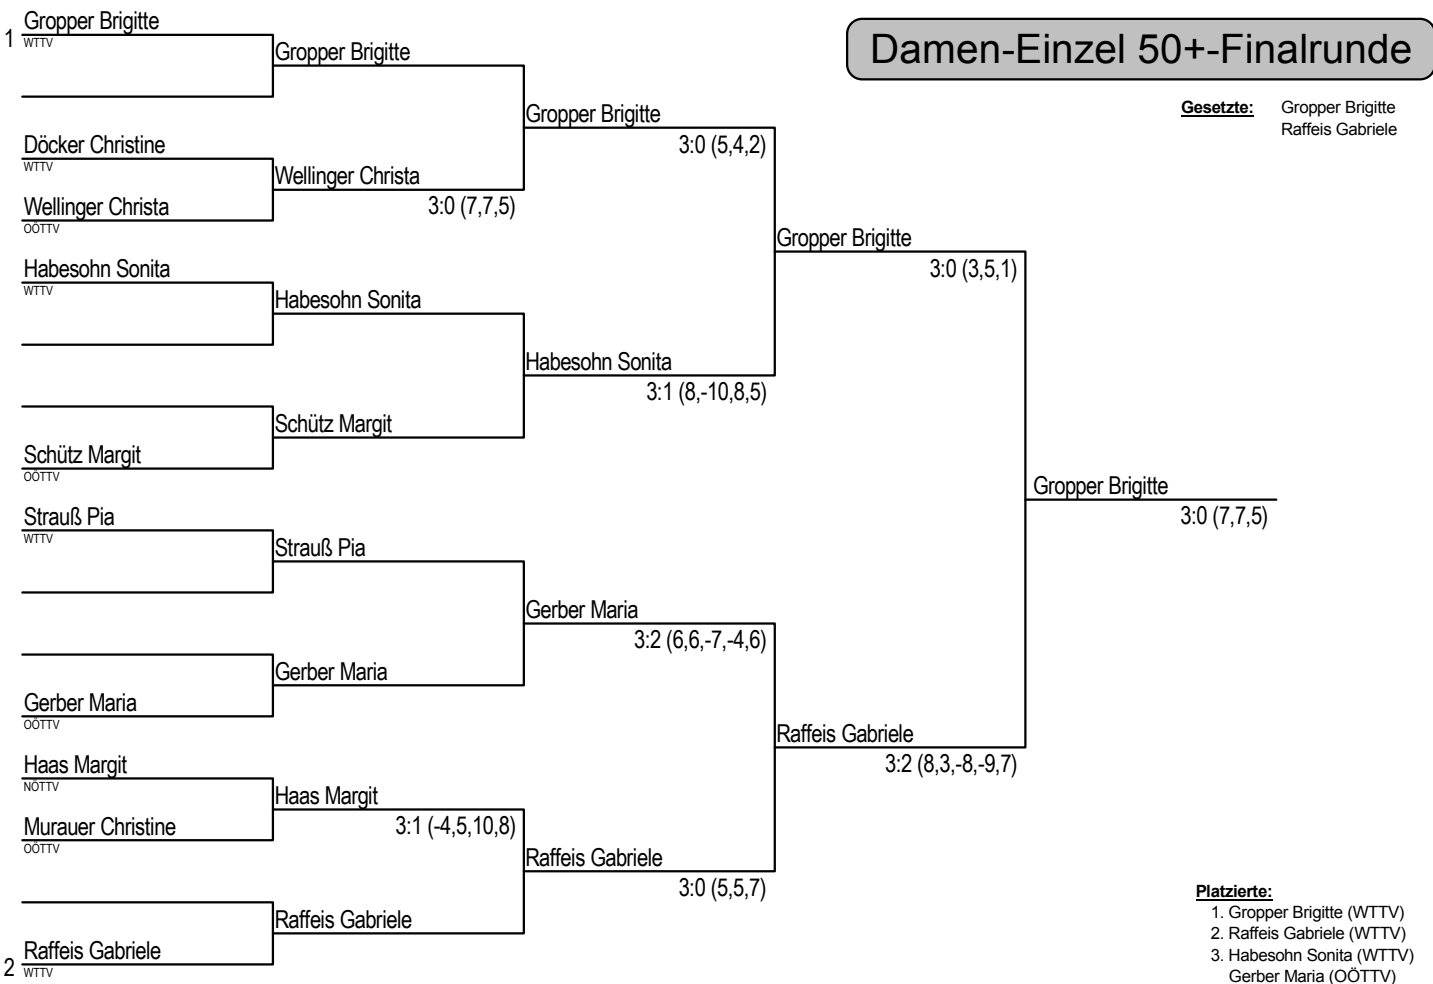 Damen-Einzel 50+-Finalrunde
Gesetzte: Gropper Brigitte
Raffeis Gabriele
1 Gropper Brigitte
WTTV
Döcker Christine
WTTV
Wellinger Christa
OÖTTV
Habesohn Sonita
WTTV
Schütz Margit
OÖTTV
Strauß Pia
WTTV
Gerber Maria
OÖTTV
Haas Margit
NÖTTV
Murauer Christine
OÖTTV
2 Raffeis Gabriele
WTTV
Gropper Brigitte
Wellinger Christa
3:0 (7,7,5)
Habesohn Sonita
Schütz Margit
Strauß Pia
Gerber Maria
Haas Margit
3:1 (-4,5,10,8)
Raffeis Gabriele
Gropper Brigitte
3:0 (5,4,2)
Habesohn Sonita
3:1 (8,-10,8,5)
Gerber Maria
3:2 (6,6,-7,-4,6)
Raffeis Gabriele
3:0 (5,5,7)
Gropper Brigitte
3:0 (3,5,1)
Raffeis Gabriele
3:2 (8,3,-8,-9,7)
Gropper Brigitte
3:0 (7,7,5)
Platzierte:
1. Gropper Brigitte (WTTV)
2. Raffeis Gabriele (WTTV)
3. Habesohn Sonita (WTTV)
Gerber Maria (OÖTTV)